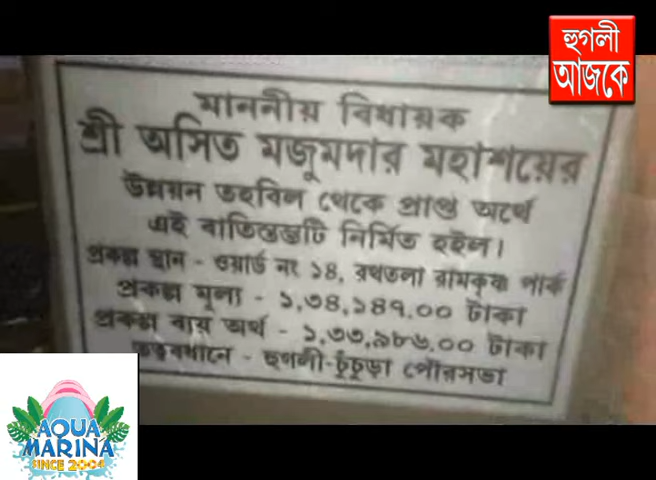 হুগলী
আজকে
মাননীয় বিধায়ক
শ্রী অসিত মজুমদার মহাশয়ের
উন্নয়ন তহবিল থেকে প্রাপ্ত অর্থে
এই বাতিস্তম্ভটি নির্মিত হইল।
প্রকল্প স্থান - ওয়ার্ড নং ১৪, রথতলা রামকৃষ্ণ পার্ক
প্রকল্প মূল্য - ১,৩৪,১৪৭.০০ টাকা
প্রকল্প ব্যয় অর্থ - ১,৩৩,৯৮৬.০০ টাকা
তত্ত্বাবধানে - হুগলী-চুঁচুড়া পৌরসভা
AQUA
MARINA
SINCE 2004